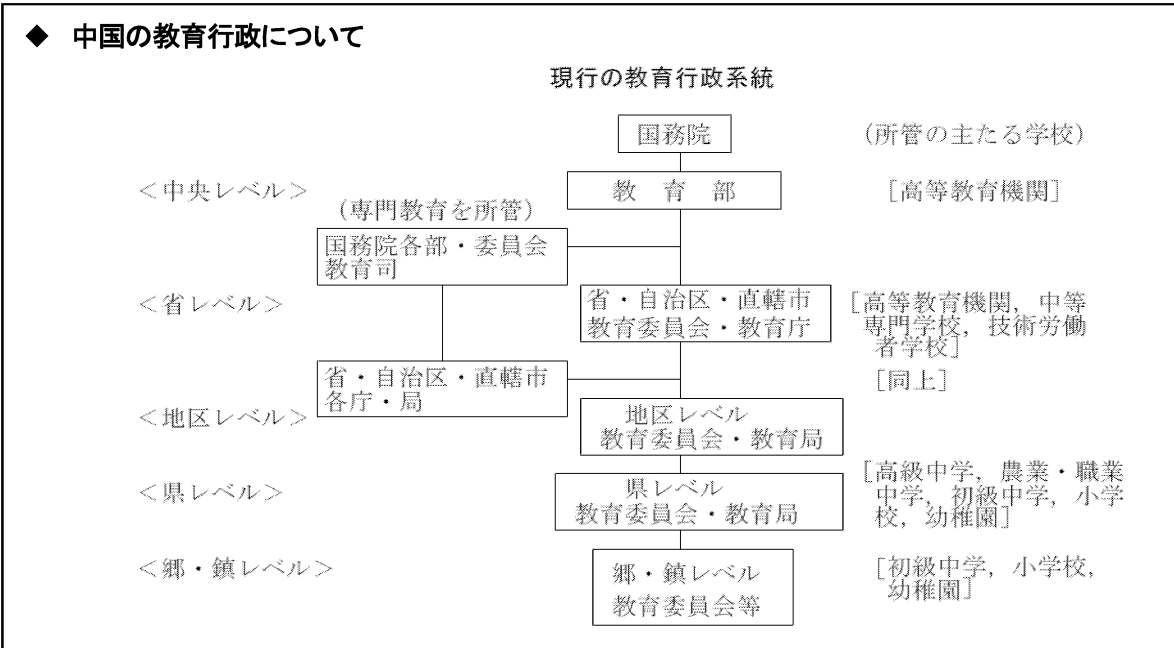 ◆ 中国の教育行政について
現行の教育行政系統
国務院
(所管の主たる学校)
<中央レベル>
教 育 部
[高等教育機関]
(専門教育を所管)
国務院各部・委員会
教育司
<省レベル>
省・自治区・直轄市
教育委員会・教育庁
[高等教育機関, 中等
専門学校, 技術労働
者学校]
省・自治区・直轄市
各庁・局
[同上]
<地区レベル>
地区レベル
教育委員会・教育局
<県レベル>
県レベル
教育委員会・教育局
[高級中学, 農業・職業
中学, 初級中学, 小学
校, 幼稚園]
<郷・鎮レベル>
郷・鎮レベル
教育委員会等
[初級中学, 小学校,
幼稚園]